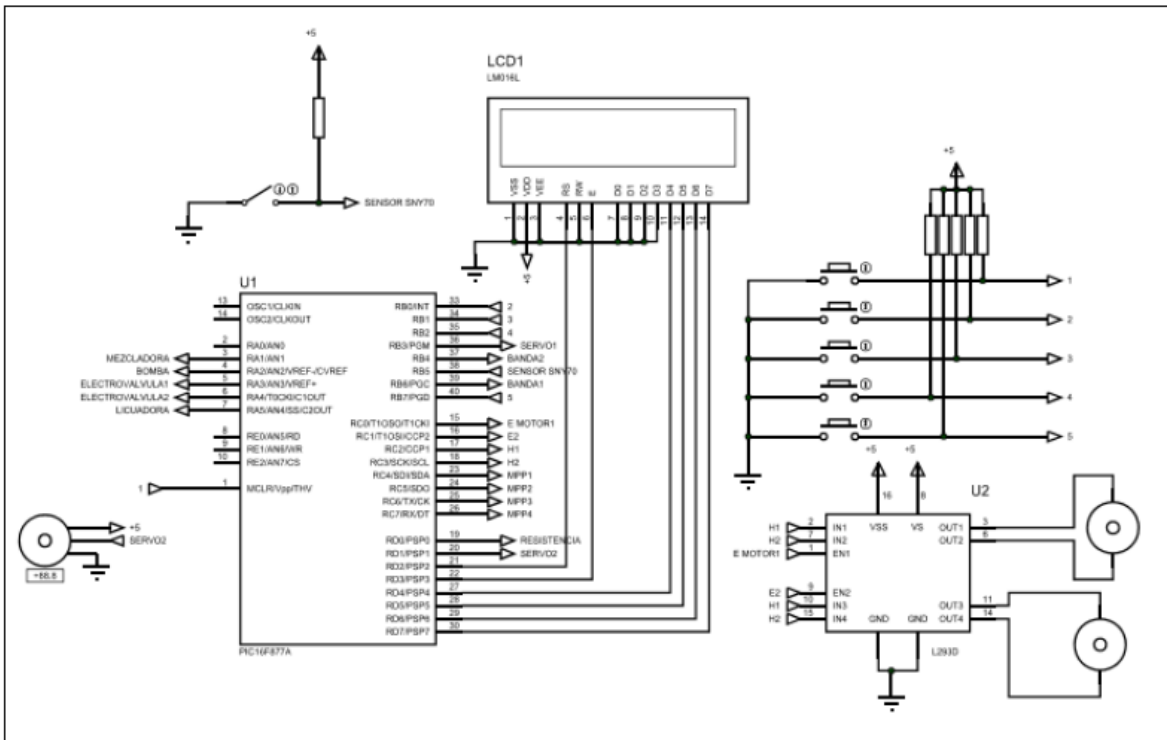 +5
SENSOR SNY70
LCD1
LM016L
VSS
VDD
VEE
RS
RW
E
D0
D1
D2
D3
D4
D5
D6
D7
1
2
3
4
5
6
7
8
9
10
11
12
13
14
+5
+5
1
2
3
4
5
U1
13 OSC1/CLKIN
14 OSC2/CLKOUT
2 RA0/AN0
MEZCLADORA 3 RA1/AN1
BOMBA 4 RA2/AN2/VREF-/CVREF
ELECTROVALVULA1 5 RA3/AN3/VREF+
ELECTROVALVULA2 6 RA4/T0CKI/C1OUT
LICUADORA 7 RA5/AN4/SS/C2OUT
8 RE0/AN5/RD
9 RE1/AN6/WR
10 RE2/AN7/CS
1 1 MCLR/Vpp/THV
RB0/INT 33 2
RB1 34 3
RB2 35 4
RB3/PGM 36 SERVO1
RB4 37 BANDA2
RB5 38 SENSOR SNY70
RB6/PGC 39 BANDA1
RB7/PGD 40 5
RC0/T1OSO/T1CKI 15 E MOTOR1
RC1/T1OSI/CCP2 16 E2
RC2/CCP1 17 H1
RC3/SCK/SCL 18 H2
RC4/SDI/SDA 23 MPP1
RC5/SDO 24 MPP2
RC6/TX/CK 25 MPP3
RC7/RX/DT 26 MPP4
RD0/PSP0 19 RESISTENCIA
RD1/PSP1 20 SERVO2
RD2/PSP2 21
RD3/PSP3 22
RD4/PSP4 27
RD5/PSP5 28
RD6/PSP6 29
RD7/PSP7 30
PIC16F877A
+5
SERVO2
+88.8
+5
+5
16
8
U2
VSS
VS
H1 2 IN1
H2 7 IN2
E MOTOR1 1 EN1
E2 9 EN2
H1 10 IN3
H2 15 IN4
OUT1 3
OUT2 6
OUT3 11
OUT4 14
GND
GND
L293D